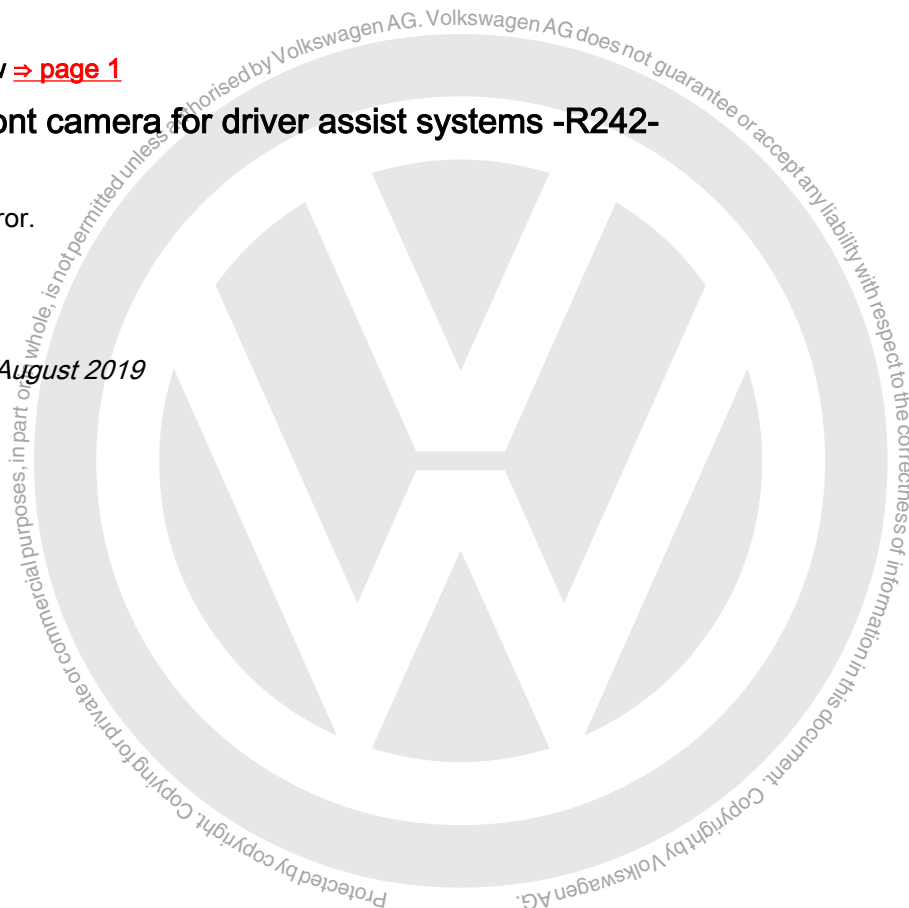 w ⇒ page 1
ont camera for driver assist systems -R242-
ror.
August 2019
Protected by copyright. Copying for private or commercial purposes, in part or in whole, is not permitted unless authorised by Volkswagen AG. Volkswagen AG does not guarantee or accept any liability with respect to the correctness of information in this document. Copyright by Volkswagen AG.